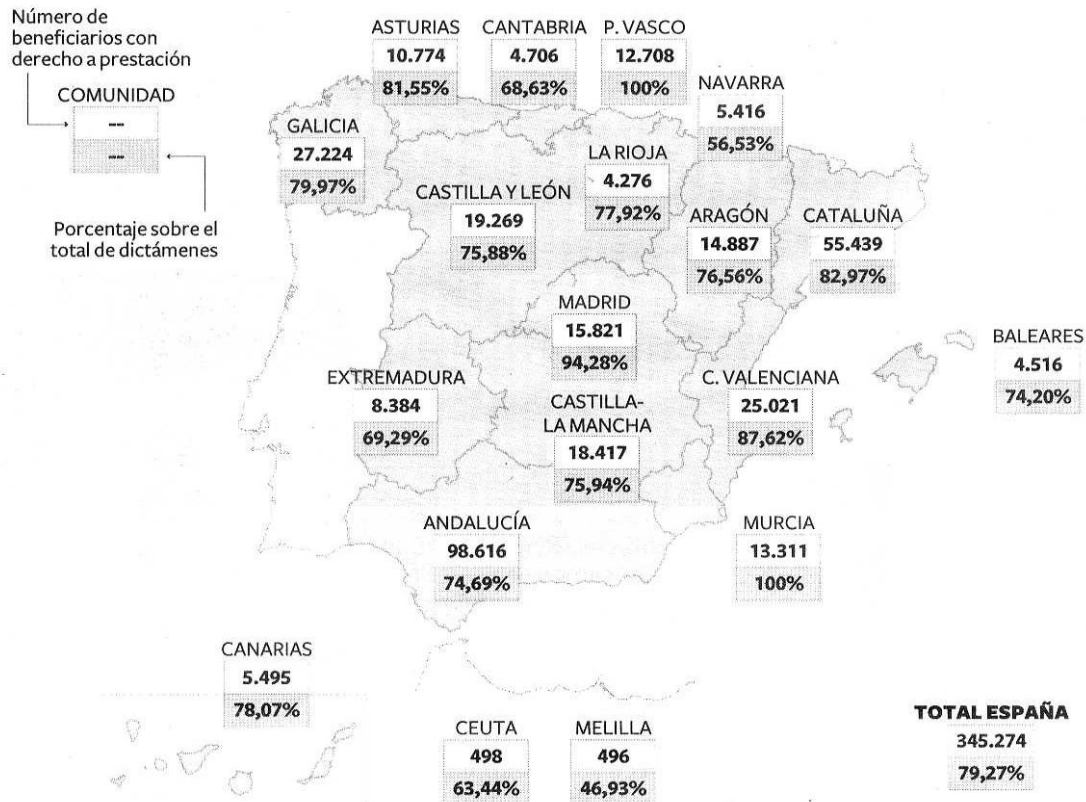 Número de
beneficiarios con
derecho a prestación
COMUNIDAD
--
--
Porcentaje sobre el
total de dictámenes
ASTURIAS
10.774
81,55%
CANTABRIA
4.706
68,63%
P. VASCO
12.708
100%
NAVARRA
5.416
56,53%
GALICIA
27.224
79,97%
LA RIOJA
4.276
77,92%
CASTILLA Y LEÓN
19.269
75,88%
ARAGÓN
14.887
76,56%
CATALUÑA
55.439
82,97%
MADRID
15.821
94,28%
BALEARES
4.516
74,20%
EXTREMADURA
8.384
69,29%
CASTILLA-
LA MANCHA
18.417
75,94%
C. VALENCIANA
25.021
87,62%
ANDALUCÍA
98.616
74,69%
MURCIA
13.311
100%
CANARIAS
5.495
78,07%
CEUTA
498
63,44%
MELILLA
496
46,93%
TOTAL ESPAÑA
345.274
79,27%